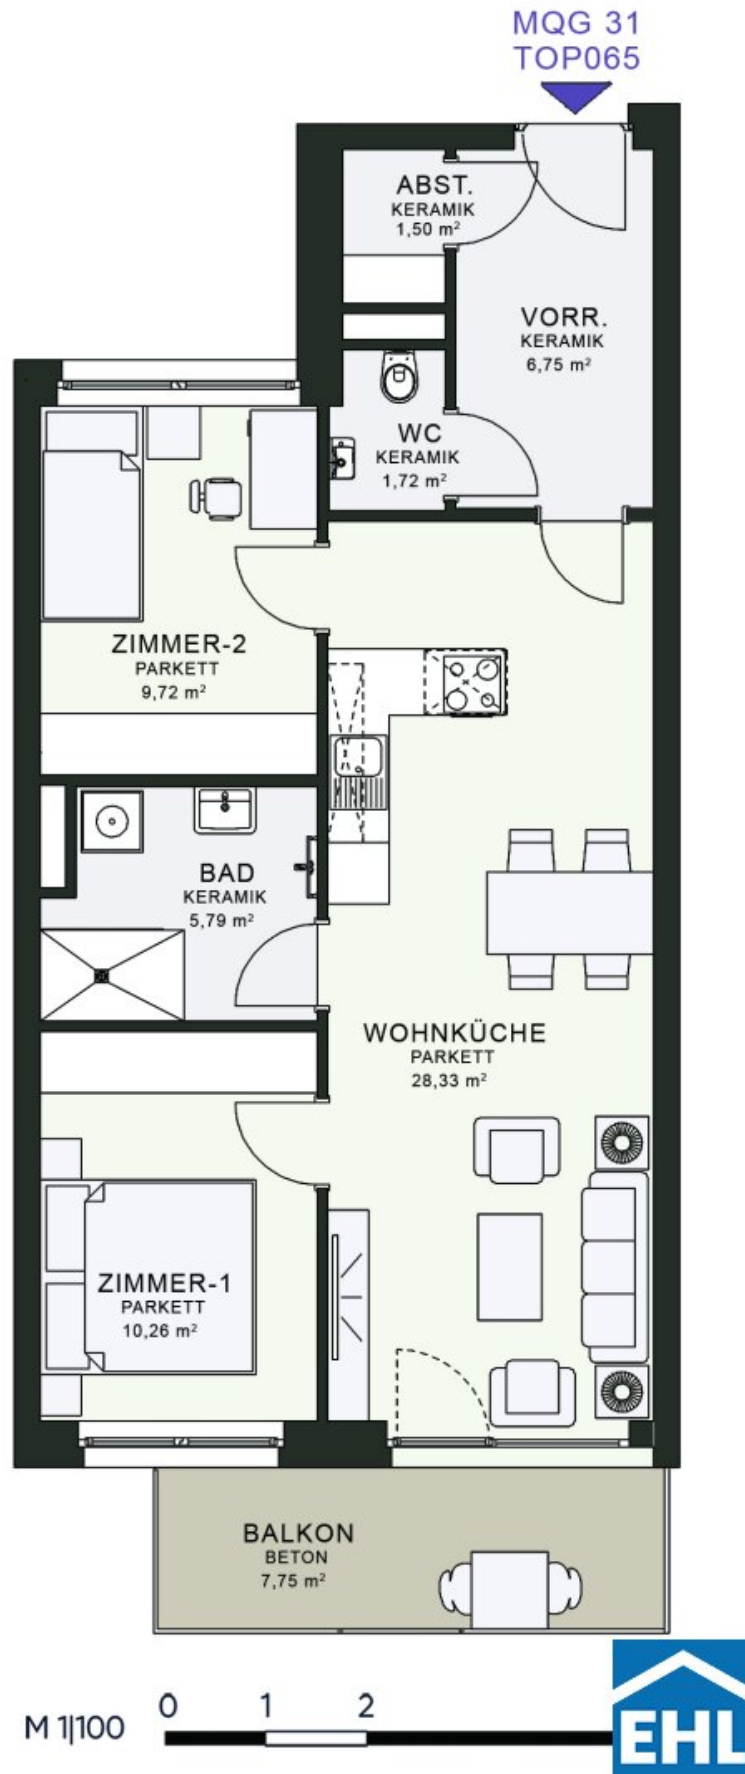 MQG 31
TOP065
ABST.
KERAMIK
1,50 m²
VORR.
KERAMIK
6,75 m²
WC
KERAMIK
1,72 m²
ZIMMER-2
PARKETT
9,72 m²
BAD
KERAMIK
5,79 m²
WOHNKÜCHE
PARKETT
28,33 m²
ZIMMER-1
PARKETT
10,26 m²
BALKON
BETON
7,75 m²
M 1|100
0 1 2
EHL